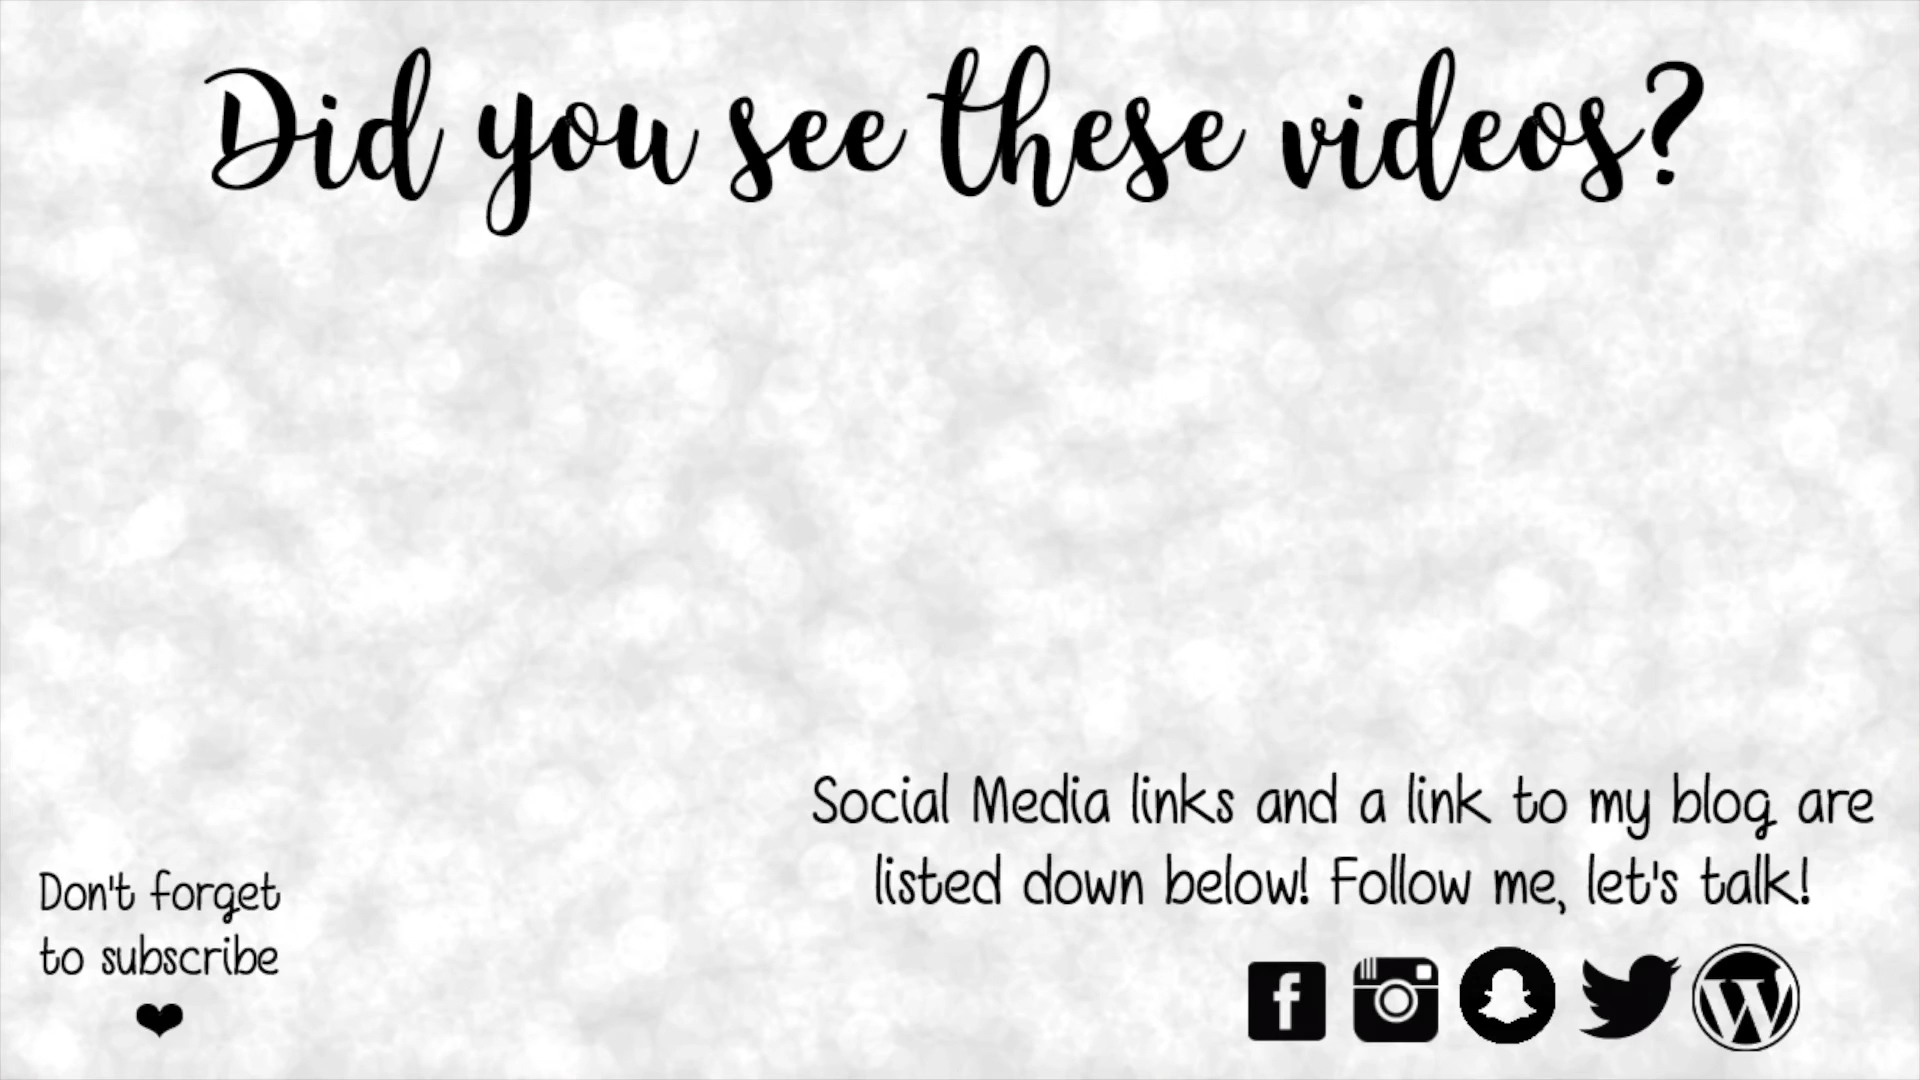 Did you see these videos?
Social Media links and a link to my blog are
listed down below! Follow me, let's talk!
Don't forget
to subscribe